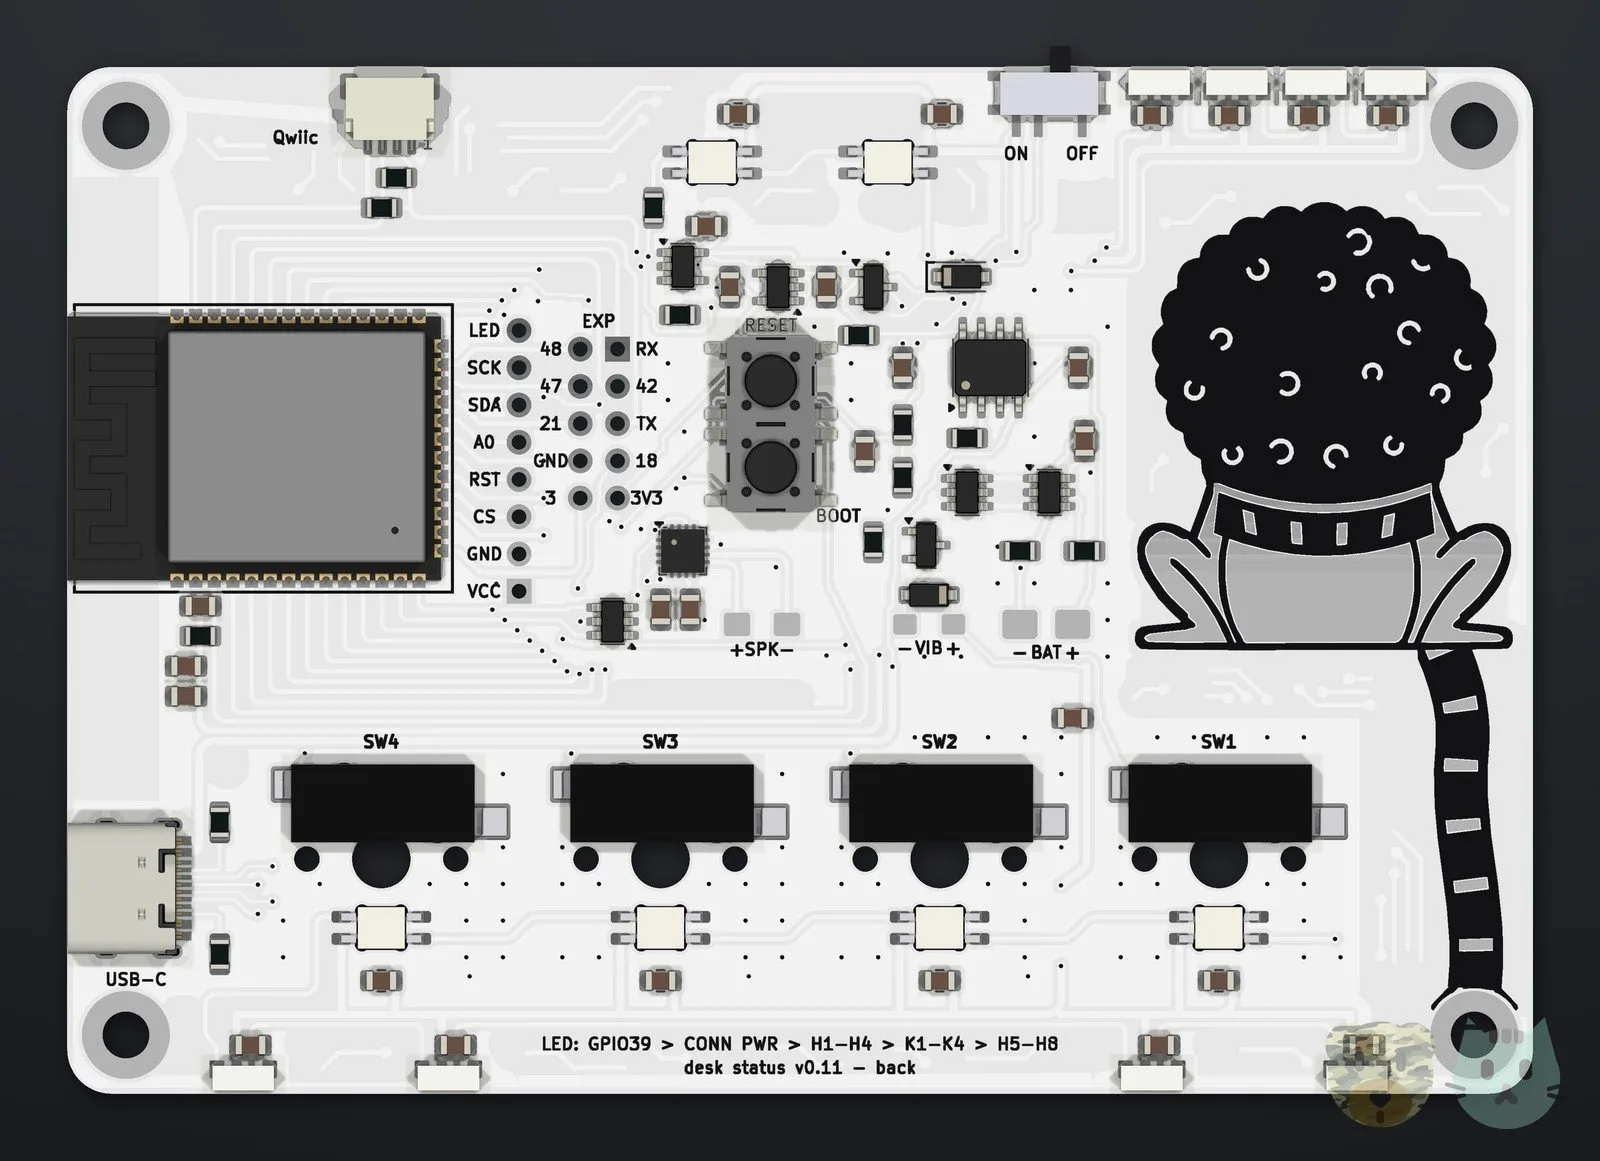 Qwiic
ON OFF
RESET
LED
SCK
SDA
A0
RST
CS
GND
VCC
EXP
48 RX
47 42
21 TX
GND 18
3 3V3
BOOT
+SPK-
-VIB+
-BAT+
SW4 SW3 SW2 SW1
USB-C
LED: GPIO39 > CONN PWR > H1-H4 > K1-K4 > H5-H8
desk status v0.11 - back